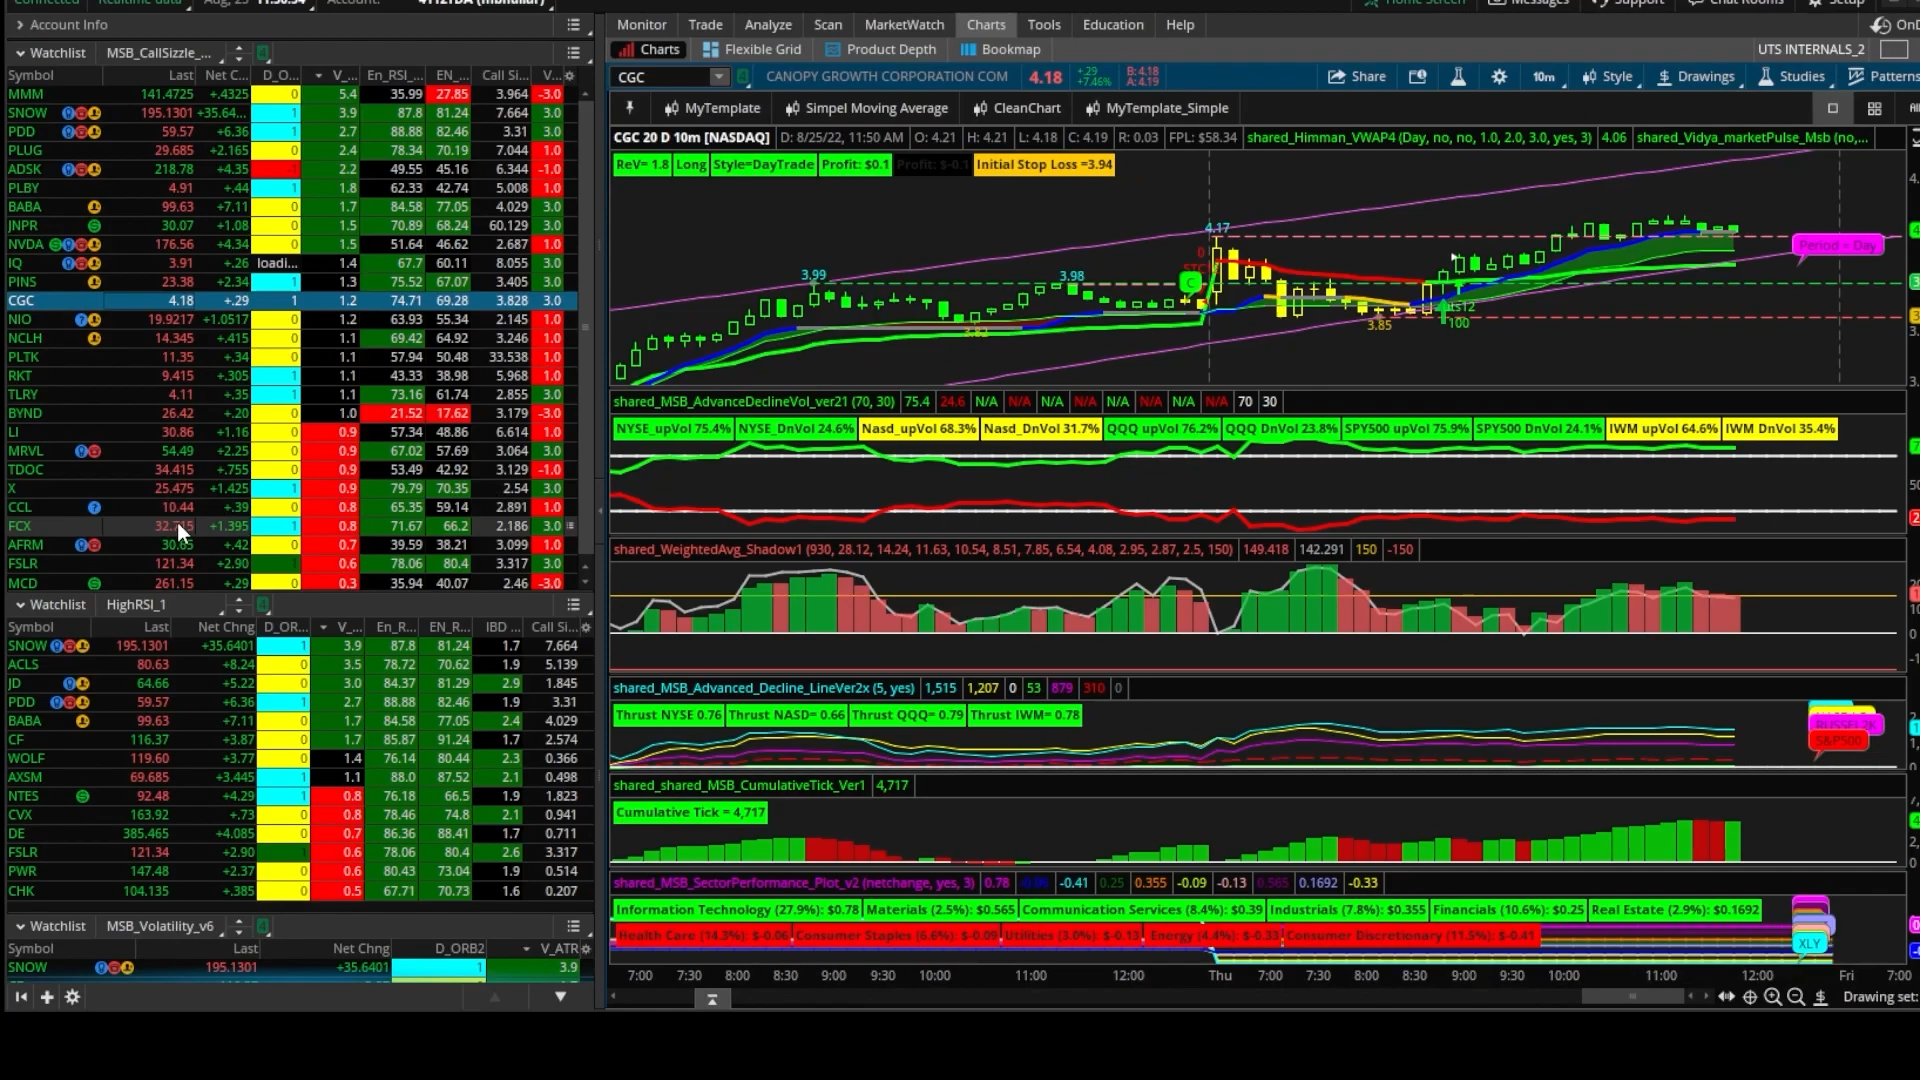 Account Info
Monitor Trade Analyze Scan MarketWatch Charts Tools Education Help
Charts Flexible Grid Product Depth Bookmap UTS INTERNALS_2
Watchlist MSB_CallSizzle_...
Symbol Last Net C... D_O... V_... En_RSI_... EN_... Call Si... V...
MMM 141.4725 +.4325 0 5.4 35.99 27.85 3.964 -3.0
SNOW 195.1301 +35.64... 1 3.9 87.8 81.24 7.664 3.0
PDD 59.57 +6.36 1 2.7 88.88 82.46 3.31 3.0
PLUG 29.685 +2.165 0 2.4 78.34 70.19 7.044 1.0
ADSK 218.78 +4.35 2.2 49.55 45.16 6.344 -1.0
PLBY 4.91 +.44 1 1.8 62.33 42.74 5.008 1.0
BABA 99.63 +7.11 0 1.7 84.58 77.05 4.029 3.0
JNPR 30.07 +1.08 0 1.5 70.89 68.24 60.129 3.0
NVDA 176.56 +4.34 0 1.5 51.64 46.62 2.687 1.0
IQ 3.91 +.26 loadi... 1.4 67.7 60.11 8.055 3.0
PINS 23.38 +2.34 1 1.3 75.52 67.07 3.405 3.0
CGC 4.18 +.29 1 1.2 74.71 69.28 3.828 3.0
NIO 19.9217 +1.0517 0 1.2 63.93 55.34 2.145 1.0
NCLH 14.345 +.415 0 1.1 69.42 64.92 3.246 1.0
PLTK 11.35 +.34 0 1.1 57.94 50.48 33.538 1.0
RKT 9.415 +.305 1 1.1 43.33 38.98 5.968 1.0
TLRY 4.11 +.35 1 1.1 73.16 61.74 2.855 3.0
BYND 26.42 +.20 0 1.0 21.52 17.62 3.179 -3.0
LI 30.86 +1.16 0 0.9 57.34 48.86 6.614 1.0
MRVL 54.49 +2.25 0 0.9 67.02 57.69 3.064 3.0
TDOC 34.415 +.755 0 0.9 53.49 42.92 3.129 -1.0
X 25.475 +1.425 1 0.9 79.79 70.35 2.54 3.0
CCL 10.44 +.39 0 0.8 65.35 59.14 2.891 1.0
FCX +1.395 1 0.8 71.67 66.2 2.186 3.0
AFRM +.42 0 0.7 39.59 38.21 3.099 1.0
FSLR 121.34 +2.90 0.6 78.06 80.4 3.317 3.0
MCD 261.15 +.29 0 0.3 35.94 40.07 2.46 -3.0
Watchlist HighRSI_1
Symbol Last Net Chng D_OR... V_... En_R... EN_R... IBD ... Call Si...
SNOW 195.1301 +35.6401 1 3.9 87.8 81.24 1.7 7.664
ACLS 80.63 +8.24 0 3.5 78.72 70.62 1.9 5.139
JD 64.66 +5.22 0 3.0 84.37 81.29 2.9 1.845
PDD 59.57 +6.36 1 2.7 88.88 82.46 1.9 3.31
BABA 99.63 +7.11 0 1.7 84.58 77.05 2.4 4.029
CF 116.37 +3.87 0 1.7 85.87 91.24 1.7 2.574
WOLF 119.60 +3.77 0 1.4 76.14 80.44 2.3 0.366
AXSM 69.685 +3.445 1 1.1 88.0 87.52 2.1 0.498
NTES 92.48 +4.29 1 0.8 76.18 66.5 1.9 1.823
CVX 163.92 +.73 0 0.8 78.46 74.8 2.1 0.941
DE 385.465 +4.085 0 0.7 86.36 88.41 1.7 0.711
FSLR 121.34 +2.90 0.6 78.06 80.4 2.6 3.317
PWR 147.48 +2.37 0 0.6 80.43 73.04 1.9 0.514
CHK 104.135 +.385 0 0.5 67.71 70.73 1.6 0.207
Watchlist MSB_Volatility_v6
Symbol Last Net Chng D_ORB2 V_ATR
SNOW 195.1301 +35.6401 1 3.9
CGC CANOPY GROWTH CORPORATION COM 4.18 +.29 +7.46% B: 4.18 A: 4.19 Share 10m Style Drawings Studies Patterns
MyTemplate Simpel Moving Average CleanChart MyTemplate_Simple
CGC 20 D 10m [NASDAQ] D: 8/25/22, 11:50 AM O: 4.21 H: 4.21 L: 4.18 C: 4.19 R: 0.03 FPL: $58.34 shared_Himman_VWAP4 (Day, no, no, 1.0, 2.0, 3.0, yes, 3) 4.06 shared_Vidya_marketPulse_Msb (no,...
ReV= 1.8 Long Style=DayTrade Profit: $0.1 Initial Stop Loss =3.94
4.17
Period = Day
3.99 3.98
C
3.85
100
shared_MSB_AdvanceDeclineVol_ver21 (70, 30) 75.4 24.6 N/A N/A N/A N/A N/A N/A N/A N/A 70 30
NYSE_upVol 75.4% NYSE_DnVol 24.6% Nasd_upVol 68.3% Nasd_DnVol 31.7% QQQ upVol 76.2% QQQ DnVol 23.8% SPY500 upVol 75.9% SPY500 DnVol 24.1% IWM upVol 64.6% IWM DnVol 35.4%
shared_WeightedAvg_Shadow1 (930, 28.12, 14.24, 11.63, 10.54, 8.51, 7.85, 6.54, 4.08, 2.95, 2.87, 2.5, 150) 149.418 142.291 150 -150
shared_MSB_Advanced_Decline_LineVer2x (5, yes) 1,515 1,207 0 53 879 310 0
Thrust NYSE 0.76 Thrust NASD= 0.66 Thrust QQQ= 0.79 Thrust IWM= 0.78
S&P500
shared_shared_MSB_CumulativeTick_Ver1 4,717
Cumulative Tick = 4,717
shared_MSB_SectorPerformance_Plot_v2 (netchange, yes, 3) 0.78 -0.41 0.25 0.355 -0.09 -0.13 0.565 0.1692 -0.33
Information Technology (27.9%): $0.78 Materials (2.5%): $0.565 Communication Services (8.4%): $0.39 Industrials (7.8%): $0.355 Financials (10.6%): $0.25 Real Estate (2.9%): $0.1692
Health Care (14.3%): $-0.06 Consumer Staples (6.6%): $-0.09 Utilities (3.0%): $-0.13 Energy (4.4%): $-0.33 Consumer Discretionary (11.5%): $-0.41
XLY
7:00 7:30 8:00 8:30 9:00 9:30 10:00 11:00 12:00 Thu 7:00 7:30 8:00 8:30 9:00 9:30 10:00 11:00 12:00 Fri 7:00
Drawing set: